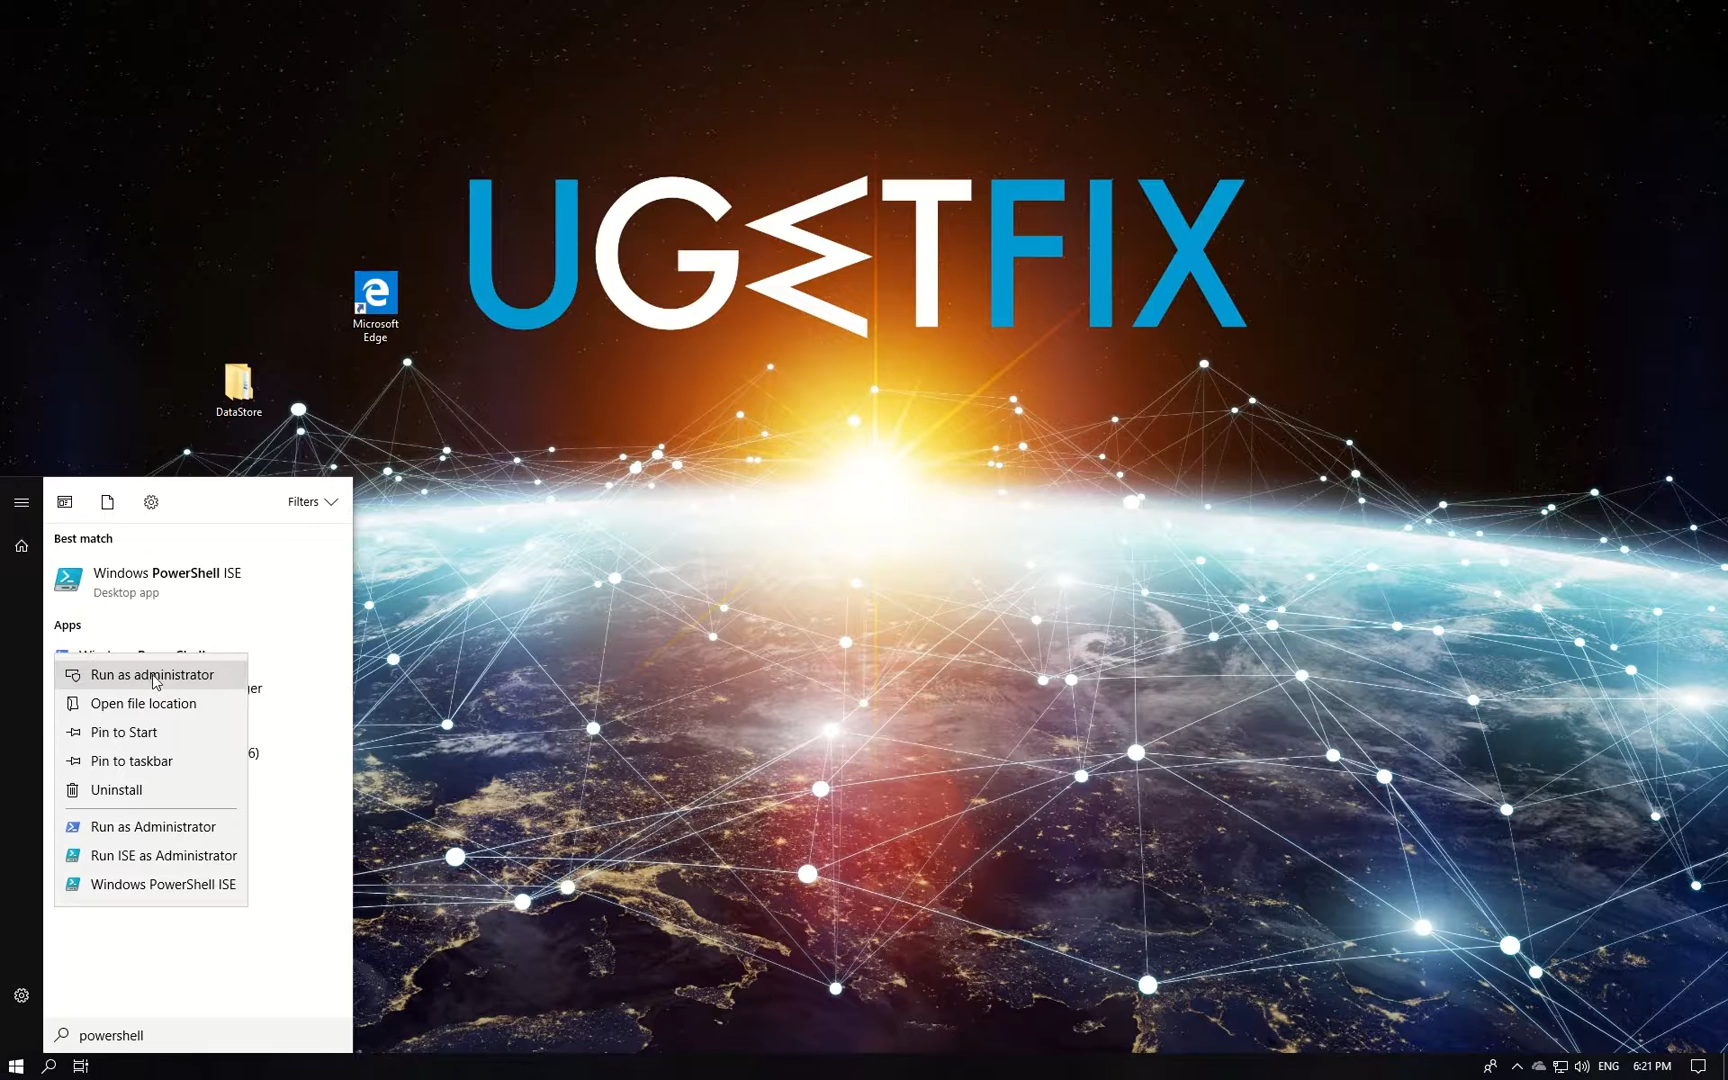 UGETFIX
Microsoft
Edge
DataStore
Filters
Best match
Windows PowerShell ISE
Desktop app
Apps
Run as administrator
ger
Open file location
Pin to Start
6)
Pin to taskbar
Uninstall
Run as Administrator
Run ISE as Administrator
Windows PowerShell ISE
powershell
ENG
6:21 PM